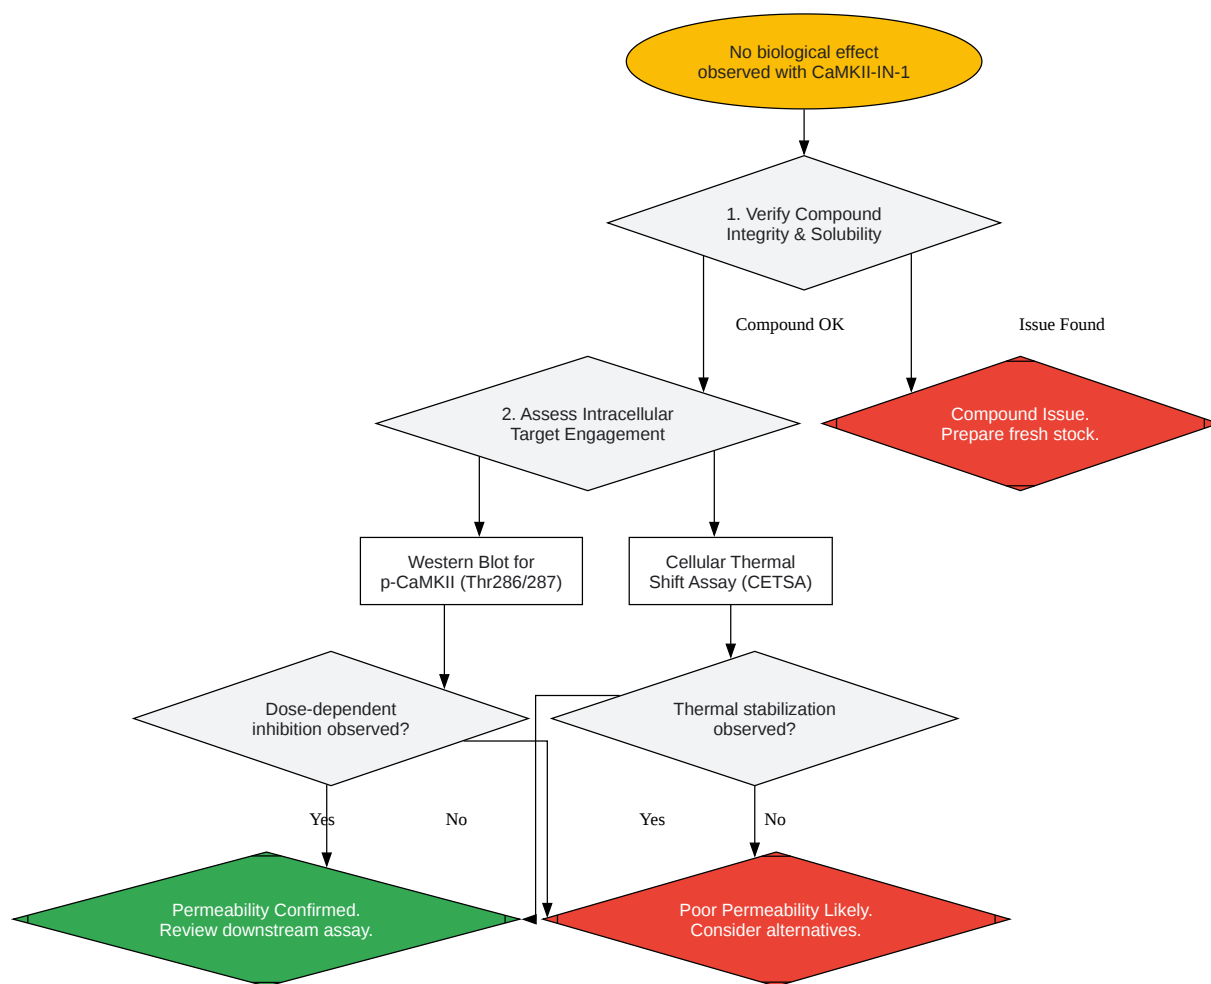 No biological effect
observed with CaMKII-IN-1
1. Verify Compound
Integrity & Solubility
Compound OK
Issue Found
2. Assess Intracellular
Target Engagement
Compound Issue.
Prepare fresh stock.
Western Blot for
p-CaMKII (Thr286/287)
Cellular Thermal
Shift Assay (CETSA)
Dose-dependent
inhibition observed?
Thermal stabilization
observed?
Yes
No
Yes
No
Permeability Confirmed.
Review downstream assay.
Poor Permeability Likely.
Consider alternatives.